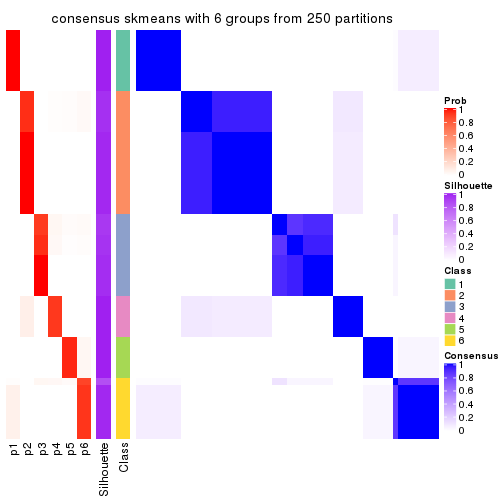 consensus skmeans with 6 groups from 250 partitions
p1
p2
p3
p4
p5
p6
Silhouette
Class
Prob
1
0.8
0.6
0.4
0.2
0
Silhouette
1
0.8
0.6
0.4
0.2
0
Class
1
2
3
4
5
6
Consensus
1
0.8
0.6
0.4
0.2
0